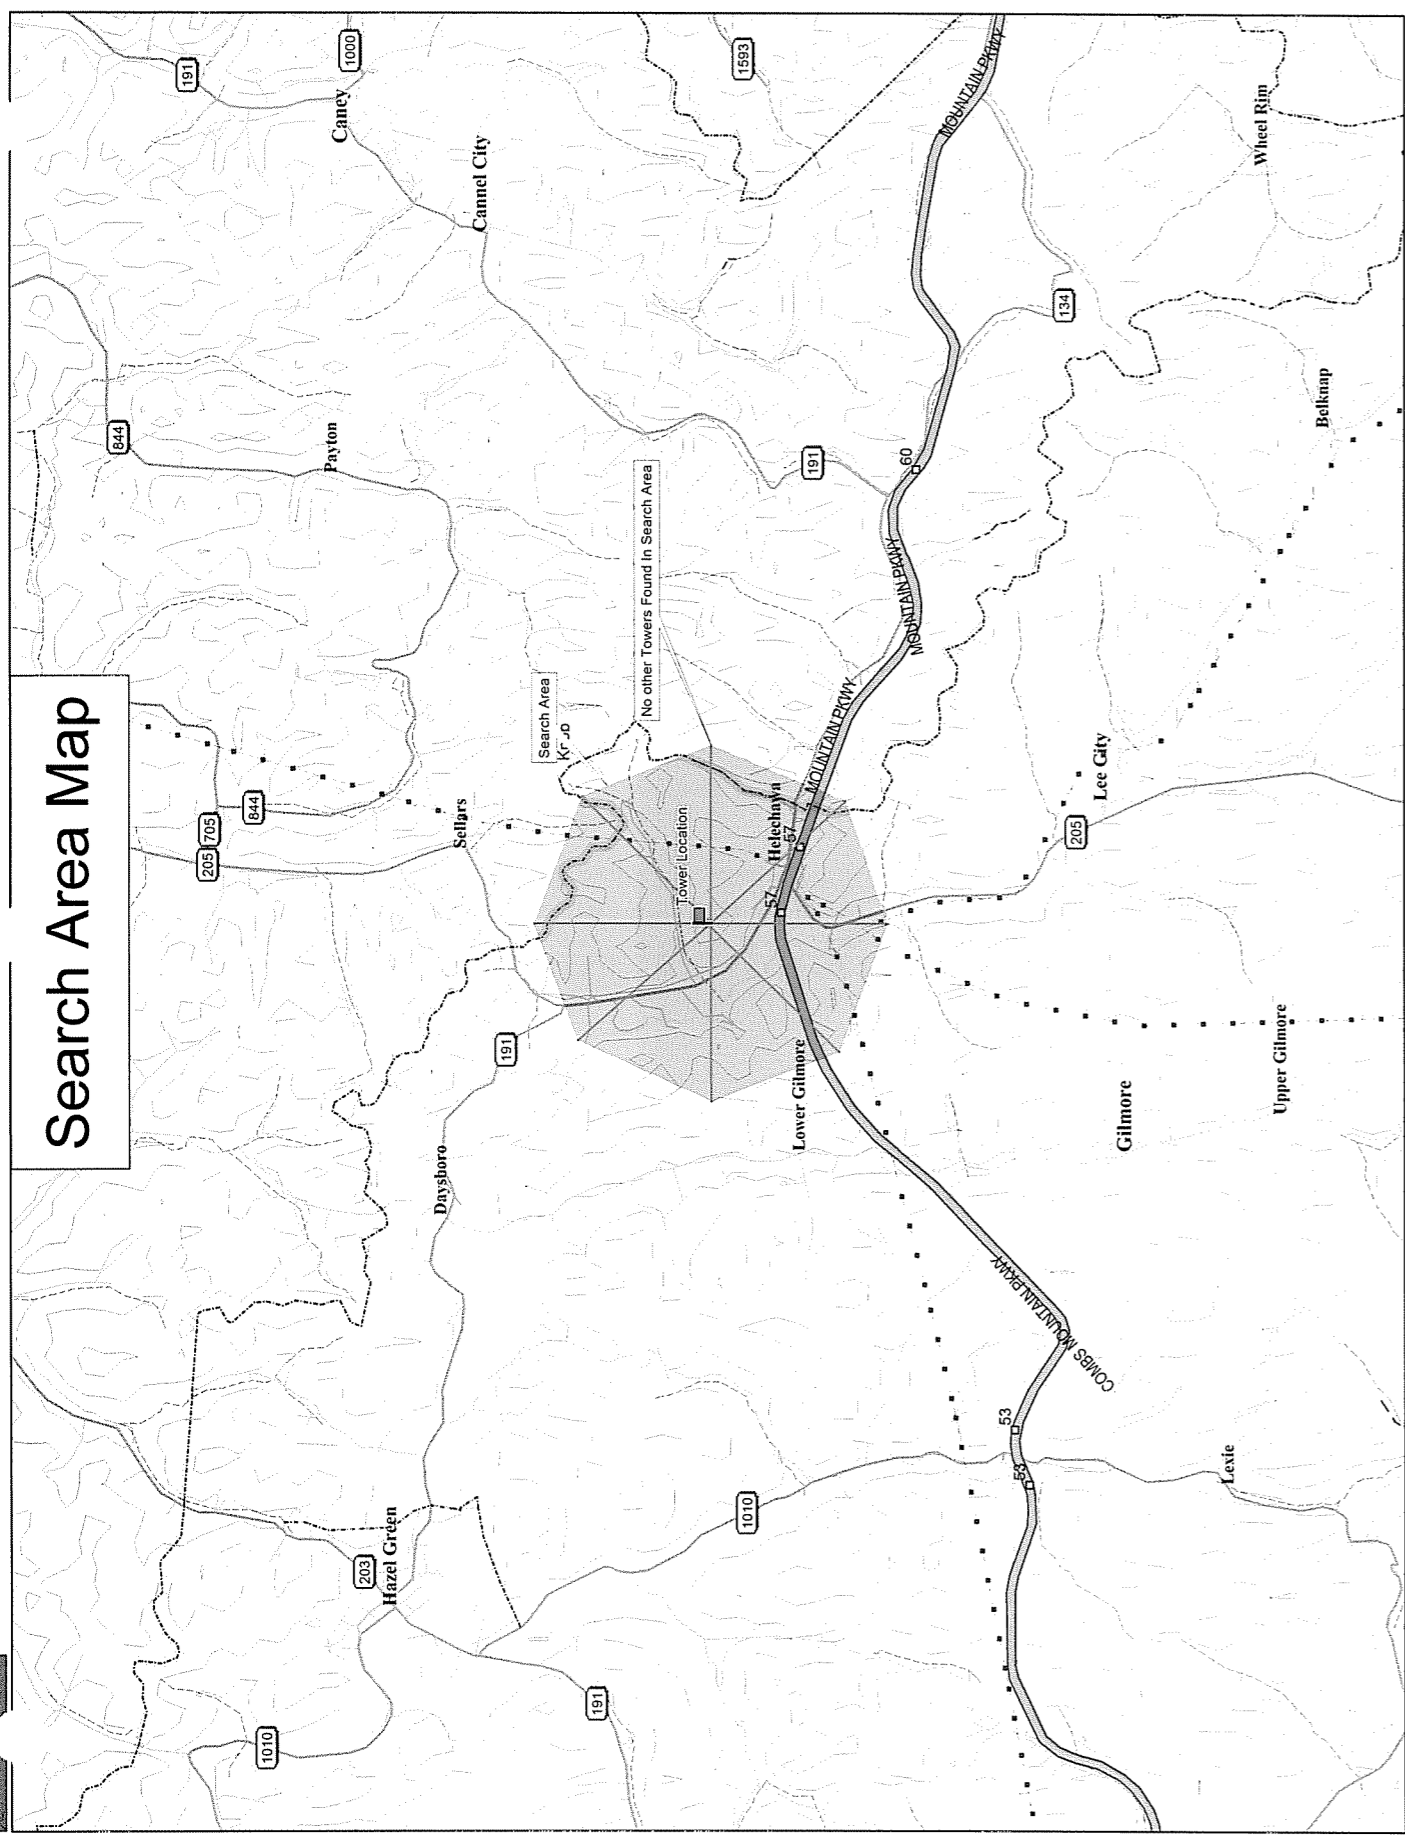 Search Area Map
191
1000
Caney
Cannel City
1593
MOUNTAIN PKWY
Wheel Rim
844
Payton
134
Belknap
191
60
MOUNTAIN PKWY
MOUNTAIN PKWY
MOUNTAIN PKWY
No other Towers Found In Search Area
Search Area
205
705
844
Sellars
Tower Location
Helechawa
57
57
Lee City
205
191
Daysboro
Lower Gilmore
Gilmore
Upper Gilmore
COMBS MOUNTAIN PKWY
53
53
Lexie
1010
203
Hazel Green
191
1010